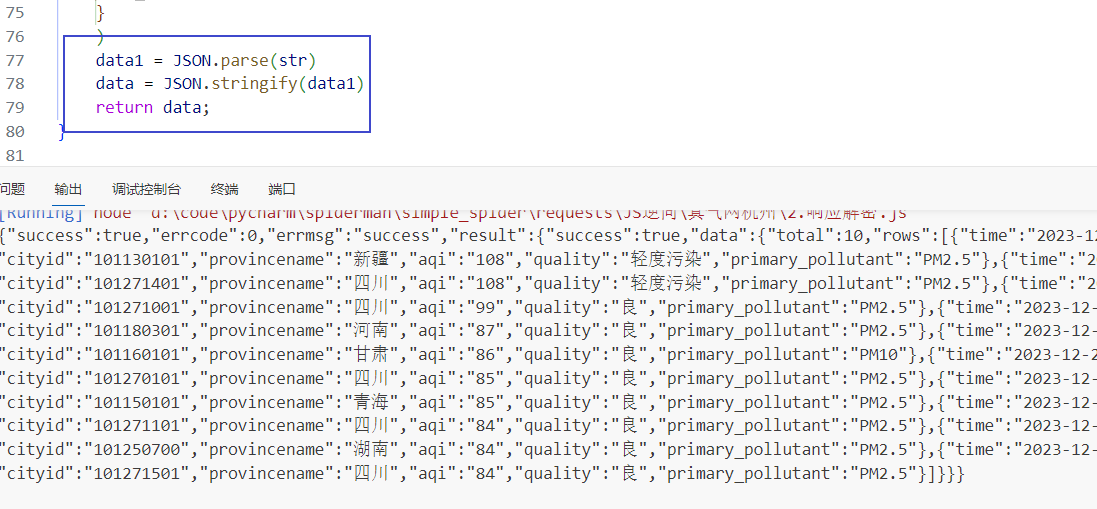 75 }
76 )
77 data1 = JSON.parse(str)
78 data = JSON.stringify(data1)
79 return data;
80 }
81
问题 输出 调试控制台 终端 端口
[Running] node "d:\code\pycharm\spiderman\simple_spider\requests\JS逆向\真气网杭州\2.响应解密.js
{"success":true,"errcode":0,"errmsg":"success","result":{"success":true,"data":{"total":10,"rows":[{"time":"2023-12
"cityid":"101130101","provincename":"新疆","aqi":"108","quality":"轻度污染","primary_pollutant":"PM2.5"},{"time":"2
"cityid":"101271401","provincename":"四川","aqi":"108","quality":"轻度污染","primary_pollutant":"PM2.5"},{"time":"2
"cityid":"101271001","provincename":"四川","aqi":"99","quality":"良","primary_pollutant":"PM2.5"},{"time":"2023-12-
"cityid":"101180301","provincename":"河南","aqi":"87","quality":"良","primary_pollutant":"PM2.5"},{"time":"2023-12-
"cityid":"101160101","provincename":"甘肃","aqi":"86","quality":"良","primary_pollutant":"PM10"},{"time":"2023-12-2
"cityid":"101270101","provincename":"四川","aqi":"85","quality":"良","primary_pollutant":"PM2.5"},{"time":"2023-12-
"cityid":"101150101","provincename":"青海","aqi":"85","quality":"良","primary_pollutant":"PM2.5"},{"time":"2023-12-
"cityid":"101271101","provincename":"四川","aqi":"84","quality":"良","primary_pollutant":"PM2.5"},{"time":"2023-12-
"cityid":"101250700","provincename":"湖南","aqi":"84","quality":"良","primary_pollutant":"PM2.5"},{"time":"2023-12-
"cityid":"101271501","provincename":"四川","aqi":"84","quality":"良","primary_pollutant":"PM2.5"}]}}}